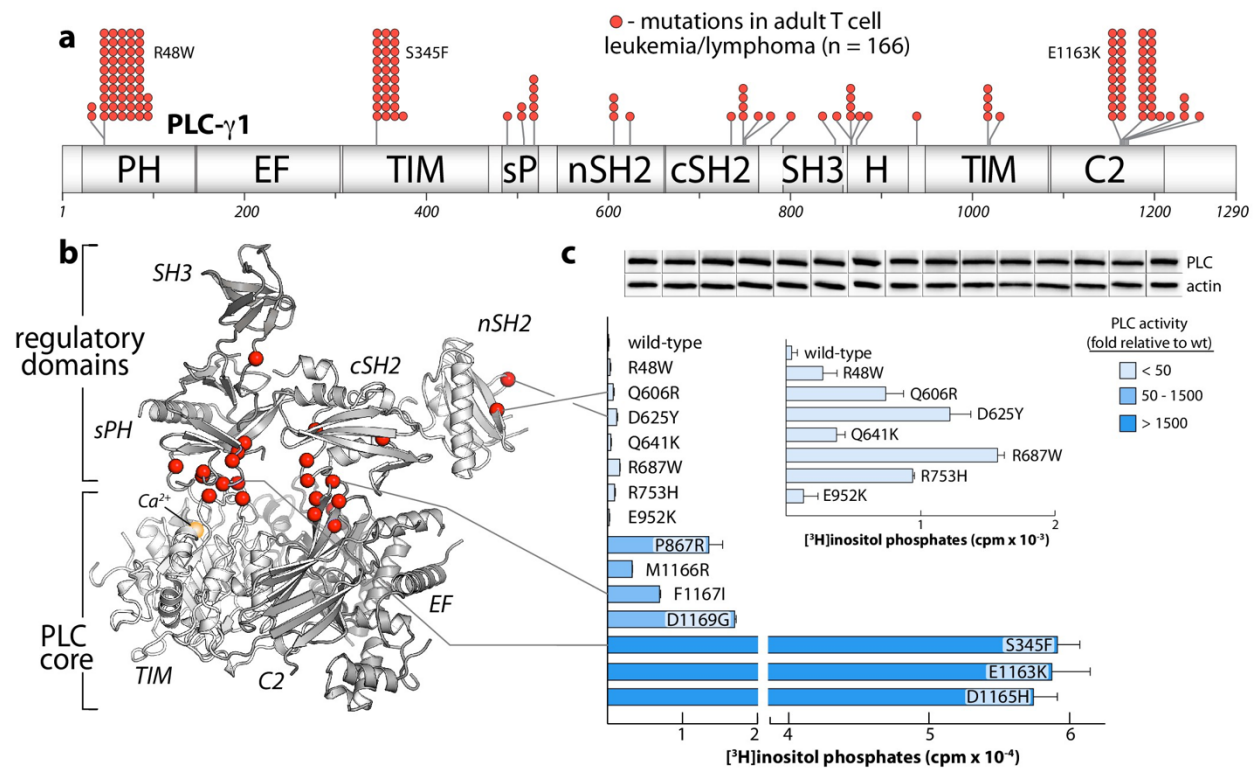 a
- mutations in adult T cell
leukemia/lymphoma (n = 166)
R48W
S345F
E1163K
PLC-γ1
PH EF TIM sP nSH2 cSH2 SH3 H TIM C2
1 200 400 600 800 1000 1200 1290
b
SH3
nSH2
regulatory
domains
cSH2
sPH
Ca2+
PLC
core
EF
TIM
C2
c
PLC
actin
wild-type
R48W
Q606R
D625Y
Q641K
R687W
R753H
E952K
P867R
M1166R
F1167I
D1169G
S345F
E1163K
D1165H
1 2 4 5 6
[³H]inositol phosphates (cpm x 10⁻⁴)
wild-type
R48W
Q606R
D625Y
Q641K
R687W
R753H
E952K
1 2
[³H]inositol phosphates (cpm x 10⁻³)
PLC activity
(fold relative to wt)
< 50
50 - 1500
> 1500